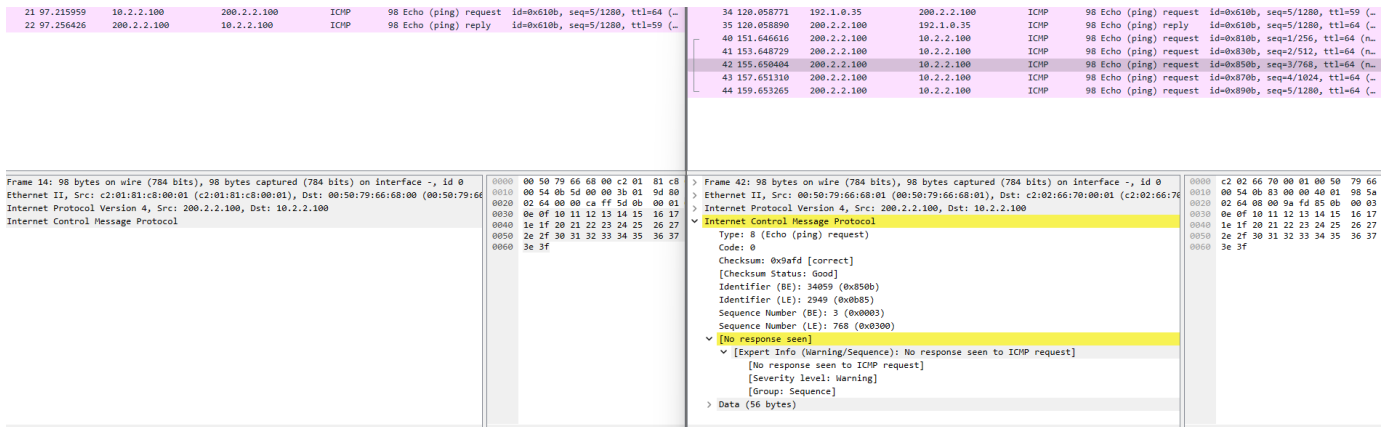 21 97.215959 10.2.2.100 200.2.2.100 ICMP 98 Echo (ping) request id=0x610b, seq=5/1280, ttl=64 (…
22 97.256426 200.2.2.100 10.2.2.100 ICMP 98 Echo (ping) reply id=0x610b, seq=5/1280, ttl=59 (…
34 120.058771 192.1.0.35 200.2.2.100 ICMP 98 Echo (ping) request id=0x610b, seq=5/1280, ttl=59 (…
35 120.058890 200.2.2.100 192.1.0.35 ICMP 98 Echo (ping) reply id=0x610b, seq=5/1280, ttl=64 (…
40 151.646616 200.2.2.100 10.2.2.100 ICMP 98 Echo (ping) request id=0x810b, seq=1/256, ttl=64 (n…
41 153.648729 200.2.2.100 10.2.2.100 ICMP 98 Echo (ping) request id=0x830b, seq=2/512, ttl=64 (n…
42 155.650404 200.2.2.100 10.2.2.100 ICMP 98 Echo (ping) request id=0x850b, seq=3/768, ttl=64 (n…
43 157.651310 200.2.2.100 10.2.2.100 ICMP 98 Echo (ping) request id=0x870b, seq=4/1024, ttl=64 (…
44 159.653265 200.2.2.100 10.2.2.100 ICMP 98 Echo (ping) request id=0x890b, seq=5/1280, ttl=64 (…
Frame 14: 98 bytes on wire (784 bits), 98 bytes captured (784 bits) on interface -, id 0
Ethernet II, Src: c2:01:81:c8:00:01 (c2:01:81:c8:00:01), Dst: 00:50:79:66:68:00 (00:50:79:66
Internet Protocol Version 4, Src: 200.2.2.100, Dst: 10.2.2.100
Internet Control Message Protocol
0000 00 50 79 66 68 00 c2 01 81 c8
0010 00 54 0b 5d 00 00 3b 01 9d 80
0020 02 64 00 00 ca ff 5d 0b 00 01
0030 0e 0f 10 11 12 13 14 15 16 17
0040 1e 1f 20 21 22 23 24 25 26 27
0050 2e 2f 30 31 32 33 34 35 36 37
0060 3e 3f
Frame 42: 98 bytes on wire (784 bits), 98 bytes captured (784 bits) on interface -, id 0
Ethernet II, Src: 00:50:79:66:68:01 (00:50:79:66:68:01), Dst: c2:02:66:70:00:01 (c2:02:66:70
Internet Protocol Version 4, Src: 200.2.2.100, Dst: 10.2.2.100
Internet Control Message Protocol
Type: 8 (Echo (ping) request)
Code: 0
Checksum: 0x9afd [correct]
[Checksum Status: Good]
Identifier (BE): 34059 (0x850b)
Identifier (LE): 2949 (0x0b85)
Sequence Number (BE): 3 (0x0003)
Sequence Number (LE): 768 (0x0300)
[No response seen]
[Expert Info (Warning/Sequence): No response seen to ICMP request]
[No response seen to ICMP request]
[Severity level: Warning]
[Group: Sequence]
Data (56 bytes)
0000 c2 02 66 70 00 01 00 50 79 66
0010 00 54 0b 83 00 00 40 01 98 5a
0020 02 64 08 00 9a fd 85 0b 00 03
0030 0e 0f 10 11 12 13 14 15 16 17
0040 1e 1f 20 21 22 23 24 25 26 27
0050 2e 2f 30 31 32 33 34 35 36 37
0060 3e 3f